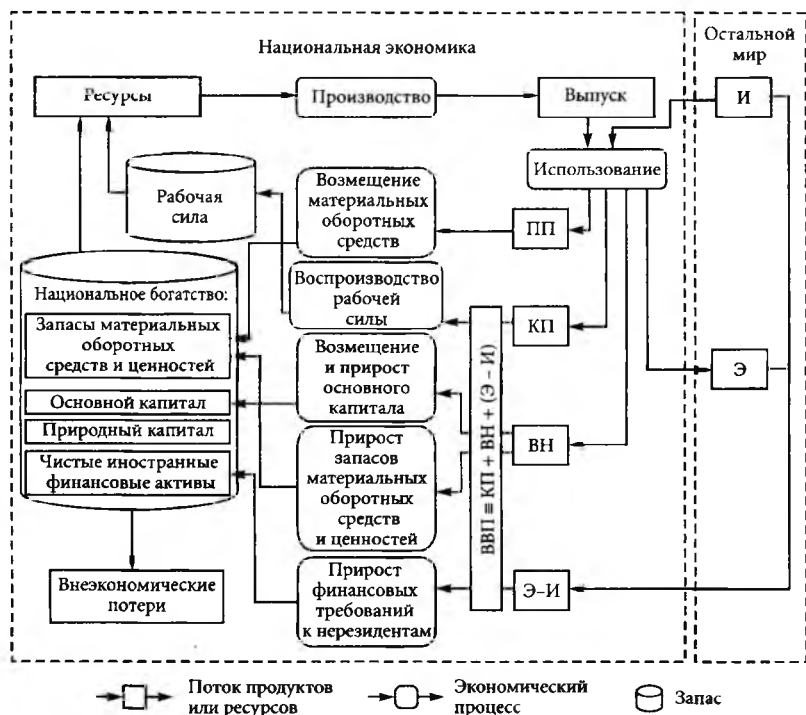 Национальная экономика
Остальной
мир
Ресурсы
Производство
Выпуск
И
Использование
Рабочая
сила
Возмещение
материальных
оборотных
средств
ПП
Национальное богатство:
Запасы материальных
оборотных
средств и ценностей
Основной капитал
Природный капитал
Чистые иностранные
финансовые активы
Воспроизводство
рабочей
силы
КП
Возмещение
и прирост
основного
капитала
Э
ВВП ≡ КП + ВН + (Э – И)
ВН
Прирост
запасов
материальных
оборотных
средств
и ценностей
Внеэкономические
потери
Прирост
финансовых
требований
к нерезидентам
Э–И
Поток продуктов
или ресурсов
Экономический
процесс
Запас